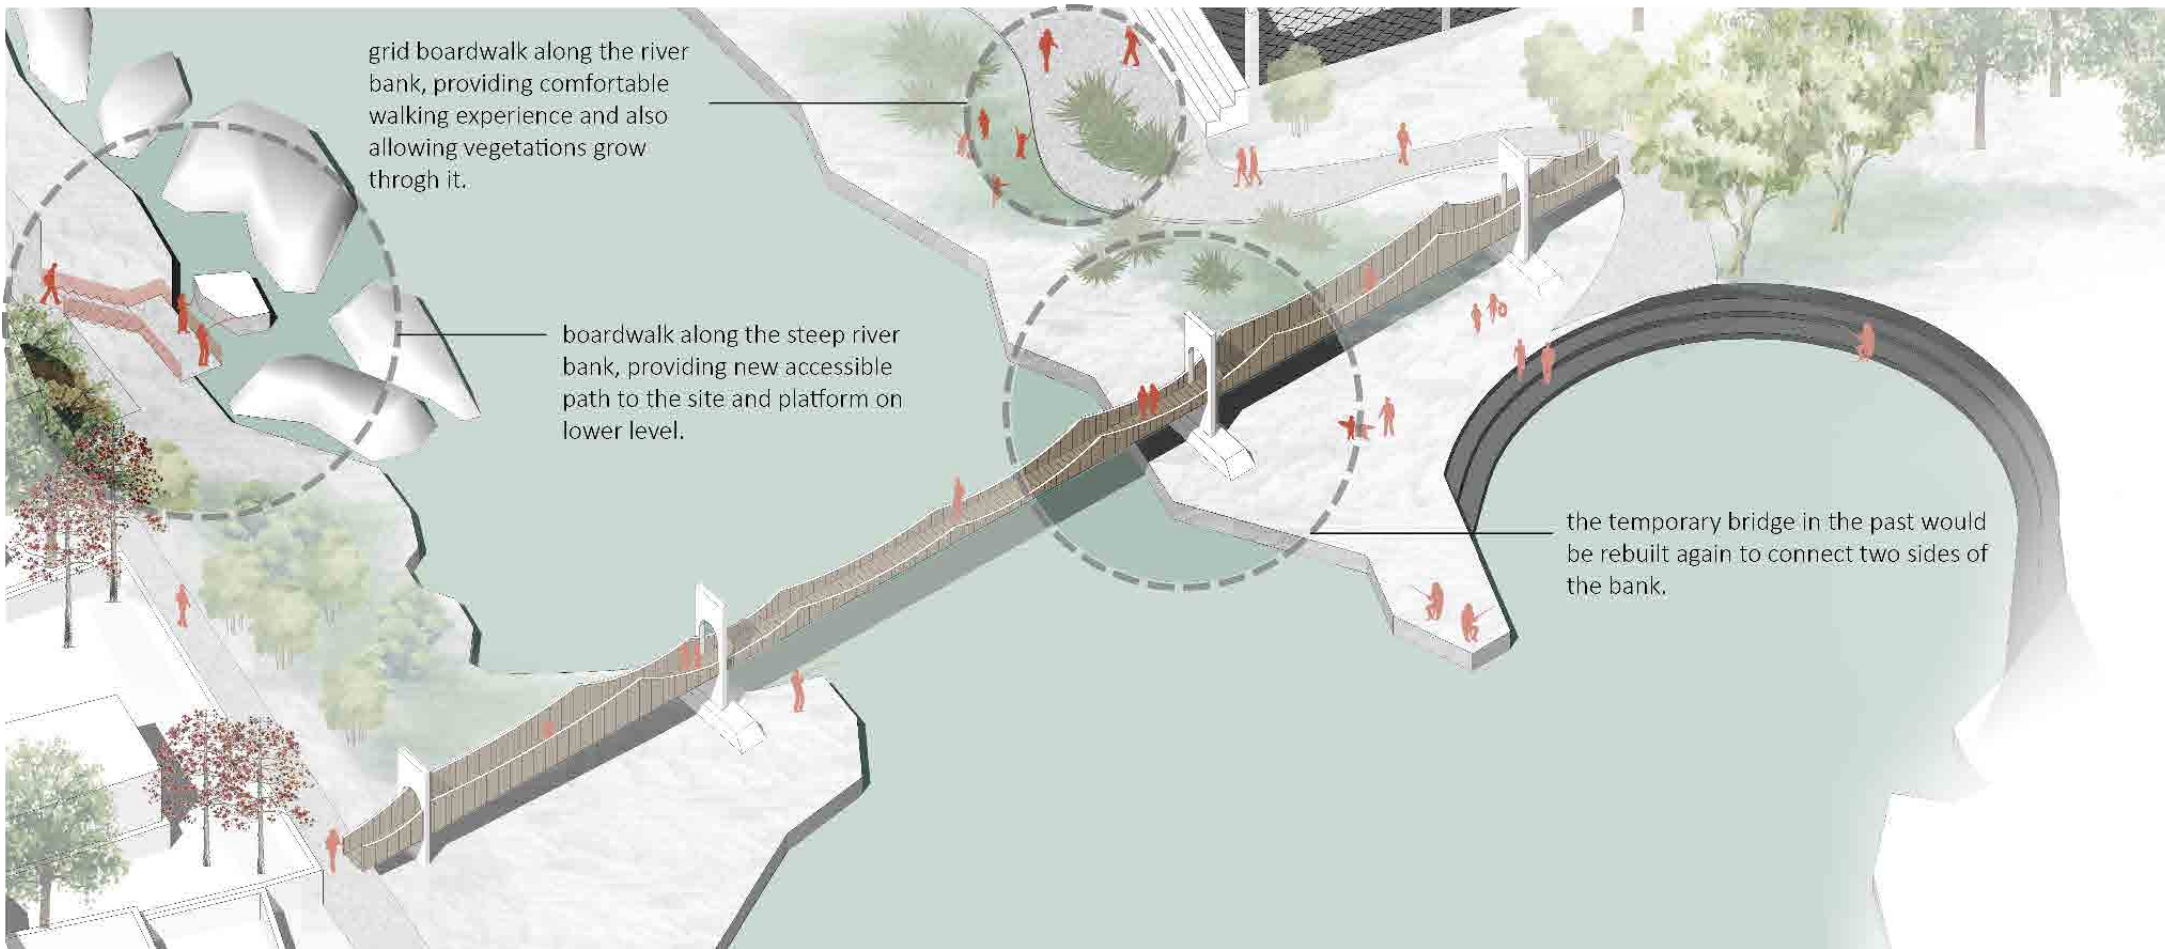 grid boardwalk along the river
bank, providing comfortable
walking experience and also
allowing vegetations grow
throgh it.
boardwalk along the steep river
bank, providing new accessible
path to the site and platform on
lower level.
the temporary bridge in the past would
be rebuilt again to connect two sides of
the bank.